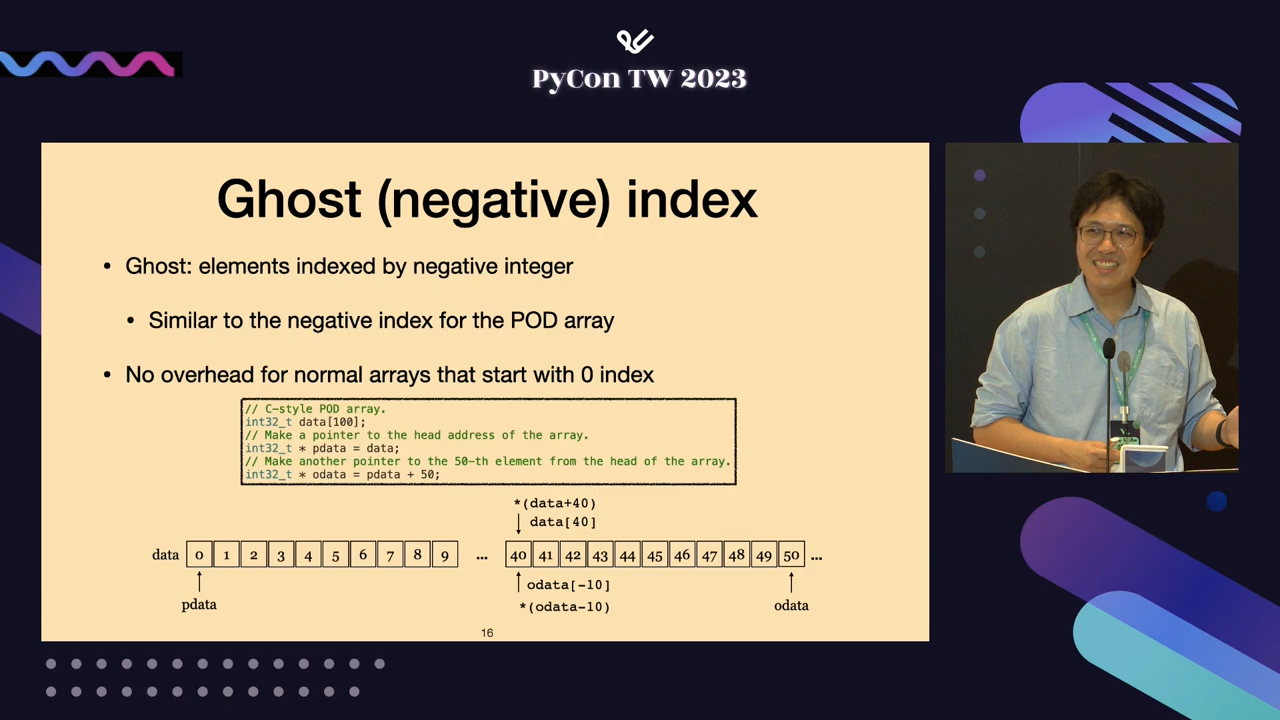 PyCon TW 2023
Ghost (negative) index
• Ghost: elements indexed by negative integer
• Similar to the negative index for the POD array
• No overhead for normal arrays that start with 0 index
// C-style POD array.
int32_t data[100];
// Make a pointer to the head address of the array.
int32_t * pdata = data;
// Make another pointer to the 50-th element from the head of the array.
int32_t * odata = pdata + 50;
*(data+40)
data[40]
data 0 1 2 3 4 5 6 7 8 9 ... 40 41 42 43 44 45 46 47 48 49 50 ...
odata[-10]
pdata *(odata-10) odata
16